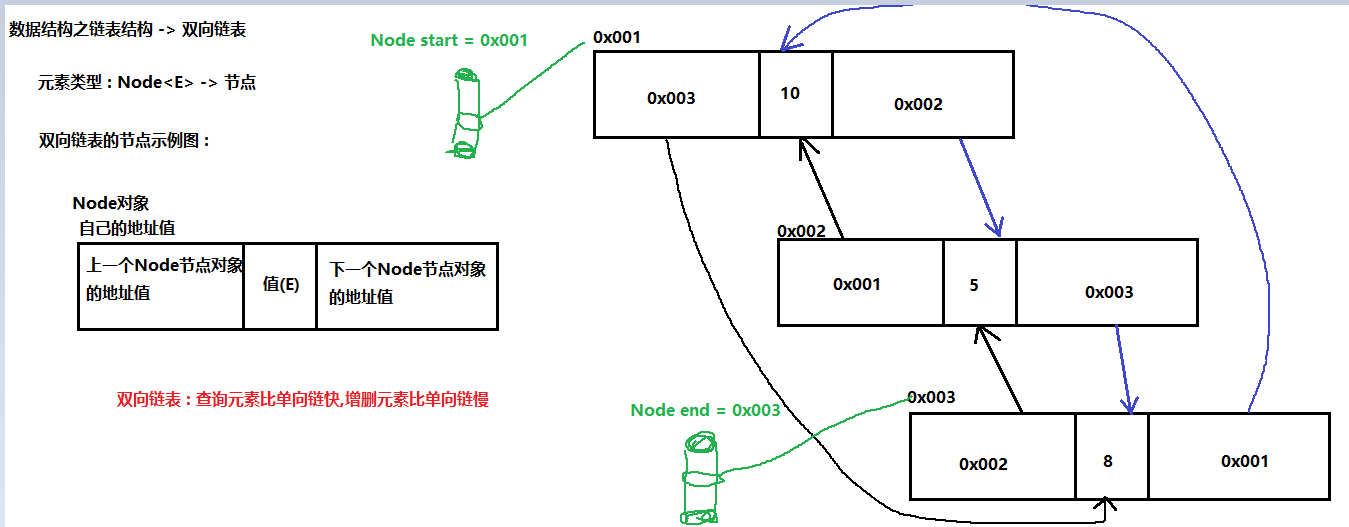 数据结构之链表结构 -> 双向链表
元素类型：Node<E> -> 节点
双向链表的节点示例图：
Node对象
自己的地址值
上一个Node节点对象
的地址值
值(E)
下一个Node节点对象
的地址值
双向链表：查询元素比单向链快,增删元素比单向链慢
Node start = 0x001
0x001
0x003
10
0x002
0x002
0x001
5
0x003
Node end = 0x003
0x003
0x002
8
0x001